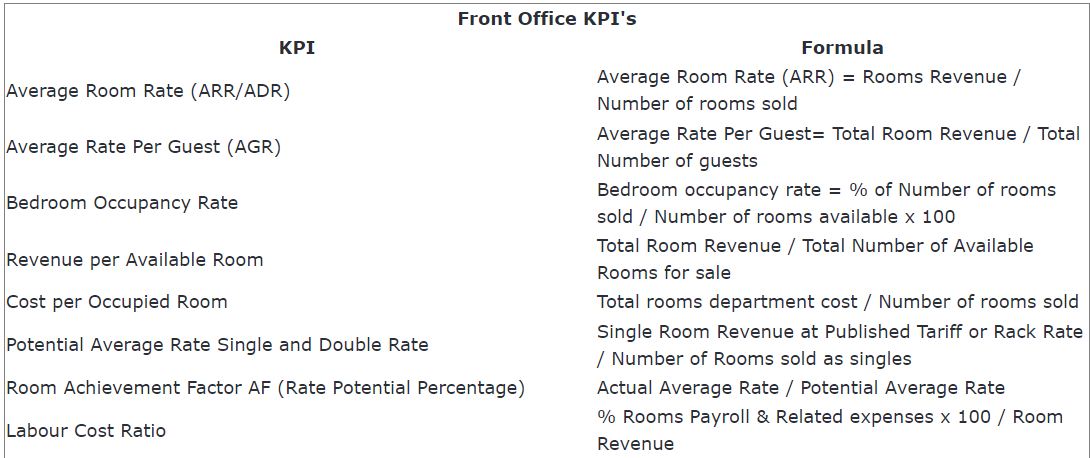 Front Office KPI's
KPI Formula
Average Room Rate (ARR/ADR)
Average Room Rate (ARR) = Rooms Revenue /
Number of rooms sold
Average Rate Per Guest (AGR)
Average Rate Per Guest= Total Room Revenue / Total
Number of guests
Bedroom Occupancy Rate
Bedroom occupancy rate = % of Number of rooms
sold / Number of rooms available x 100
Revenue per Available Room
Total Room Revenue / Total Number of Available
Rooms for sale
Cost per Occupied Room
Total rooms department cost / Number of rooms sold
Potential Average Rate Single and Double Rate
Single Room Revenue at Published Tariff or Rack Rate
/ Number of Rooms sold as singles
Room Achievement Factor AF (Rate Potential Percentage)
Actual Average Rate / Potential Average Rate
Labour Cost Ratio
% Rooms Payroll & Related expenses x 100 / Room
Revenue